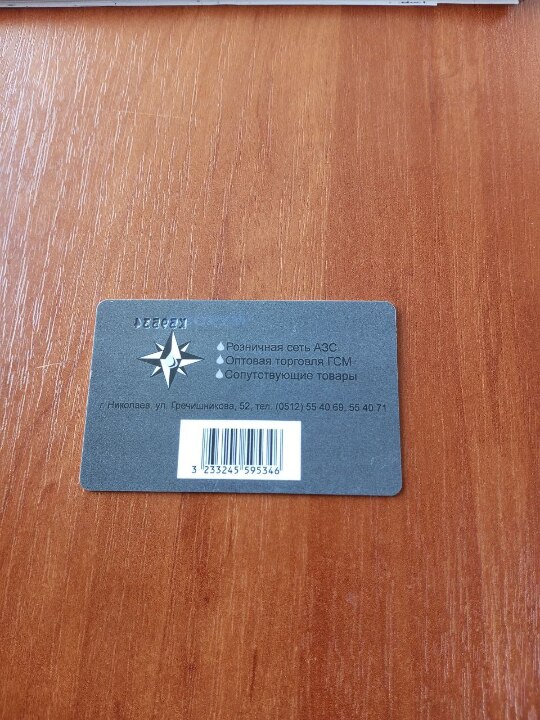 Розничная сеть АЗС
Оптовая торговля ГСМ
Сопутствующие товары
г. Николаев, ул. Гречишникова, 52, тел. (0512) 55 40 69, 55 40 71
3 233245 595346